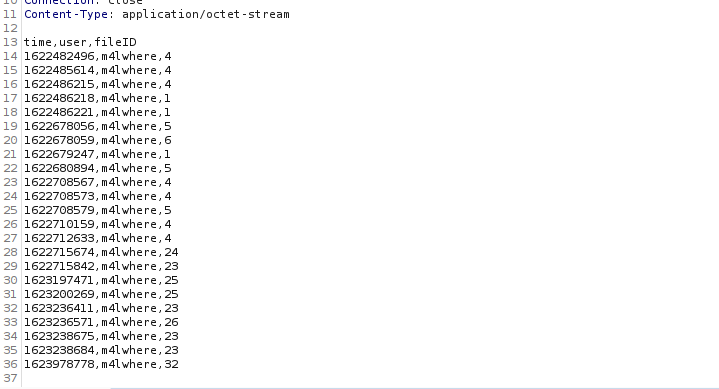 10 Connection: close
11 Content-Type: application/octet-stream
12
13 time,user,fileID
14 1622482496,m4lwhere,4
15 1622485614,m4lwhere,4
16 1622486215,m4lwhere,4
17 1622486218,m4lwhere,1
18 1622486221,m4lwhere,1
19 1622678056,m4lwhere,5
20 1622678059,m4lwhere,6
21 1622679247,m4lwhere,1
22 1622680894,m4lwhere,5
23 1622708567,m4lwhere,4
24 1622708573,m4lwhere,4
25 1622708579,m4lwhere,5
26 1622710159,m4lwhere,4
27 1622712633,m4lwhere,4
28 1622715674,m4lwhere,24
29 1622715842,m4lwhere,23
30 1623197471,m4lwhere,25
31 1623200269,m4lwhere,25
32 1623236411,m4lwhere,23
33 1623236571,m4lwhere,26
34 1623238675,m4lwhere,23
35 1623238684,m4lwhere,23
36 1623978778,m4lwhere,32
37